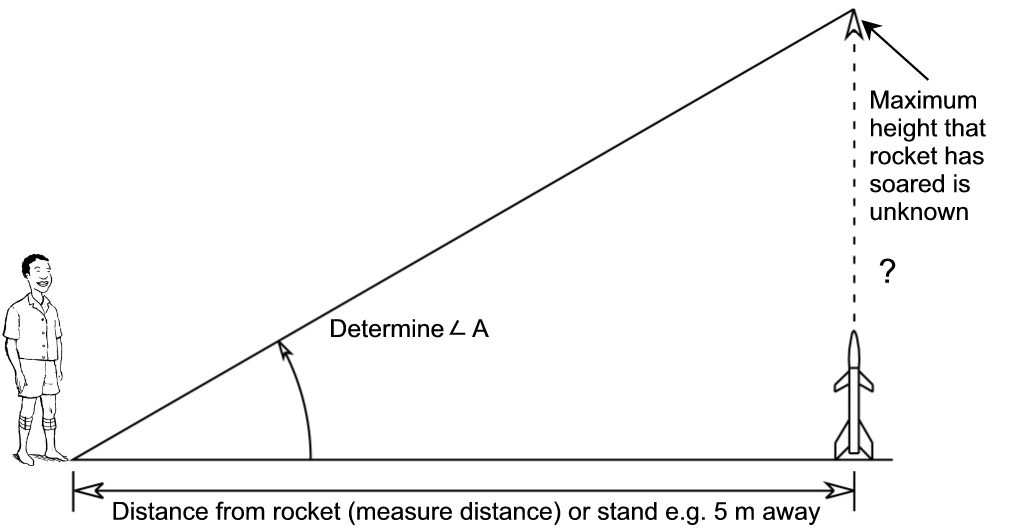 Maximum
height that
rocket has
soared is
unknown
?
Determine ∠ A
Distance from rocket (measure distance) or stand e.g. 5 m away